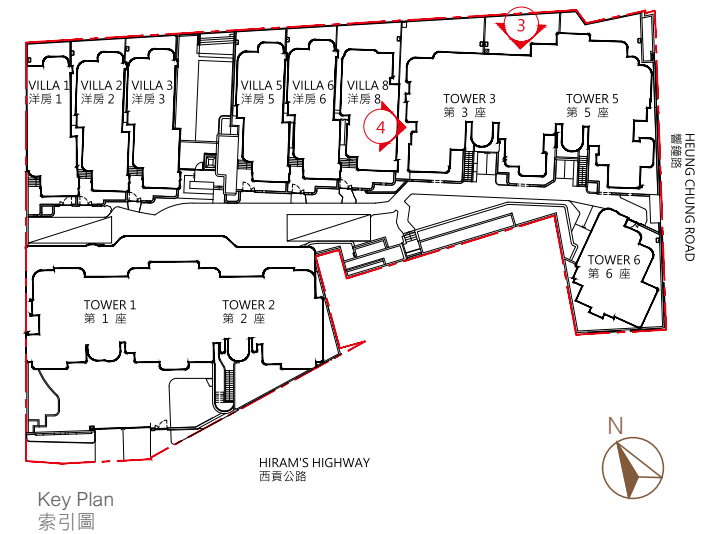 3
VILLA 1
洋房 1
VILLA 2
洋房 2
VILLA 3
洋房 3
VILLA 5
洋房 5
VILLA 6
洋房 6
VILLA 8
洋房 8
4
TOWER 3
第 3 座
TOWER 5
第 5 座
HEUNG CHUNG ROAD
響鐘路
TOWER 6
第 6 座
TOWER 1
第 1 座
TOWER 2
第 2 座
N
HIRAM'S HIGHWAY
西貢公路
Key Plan
索引圖